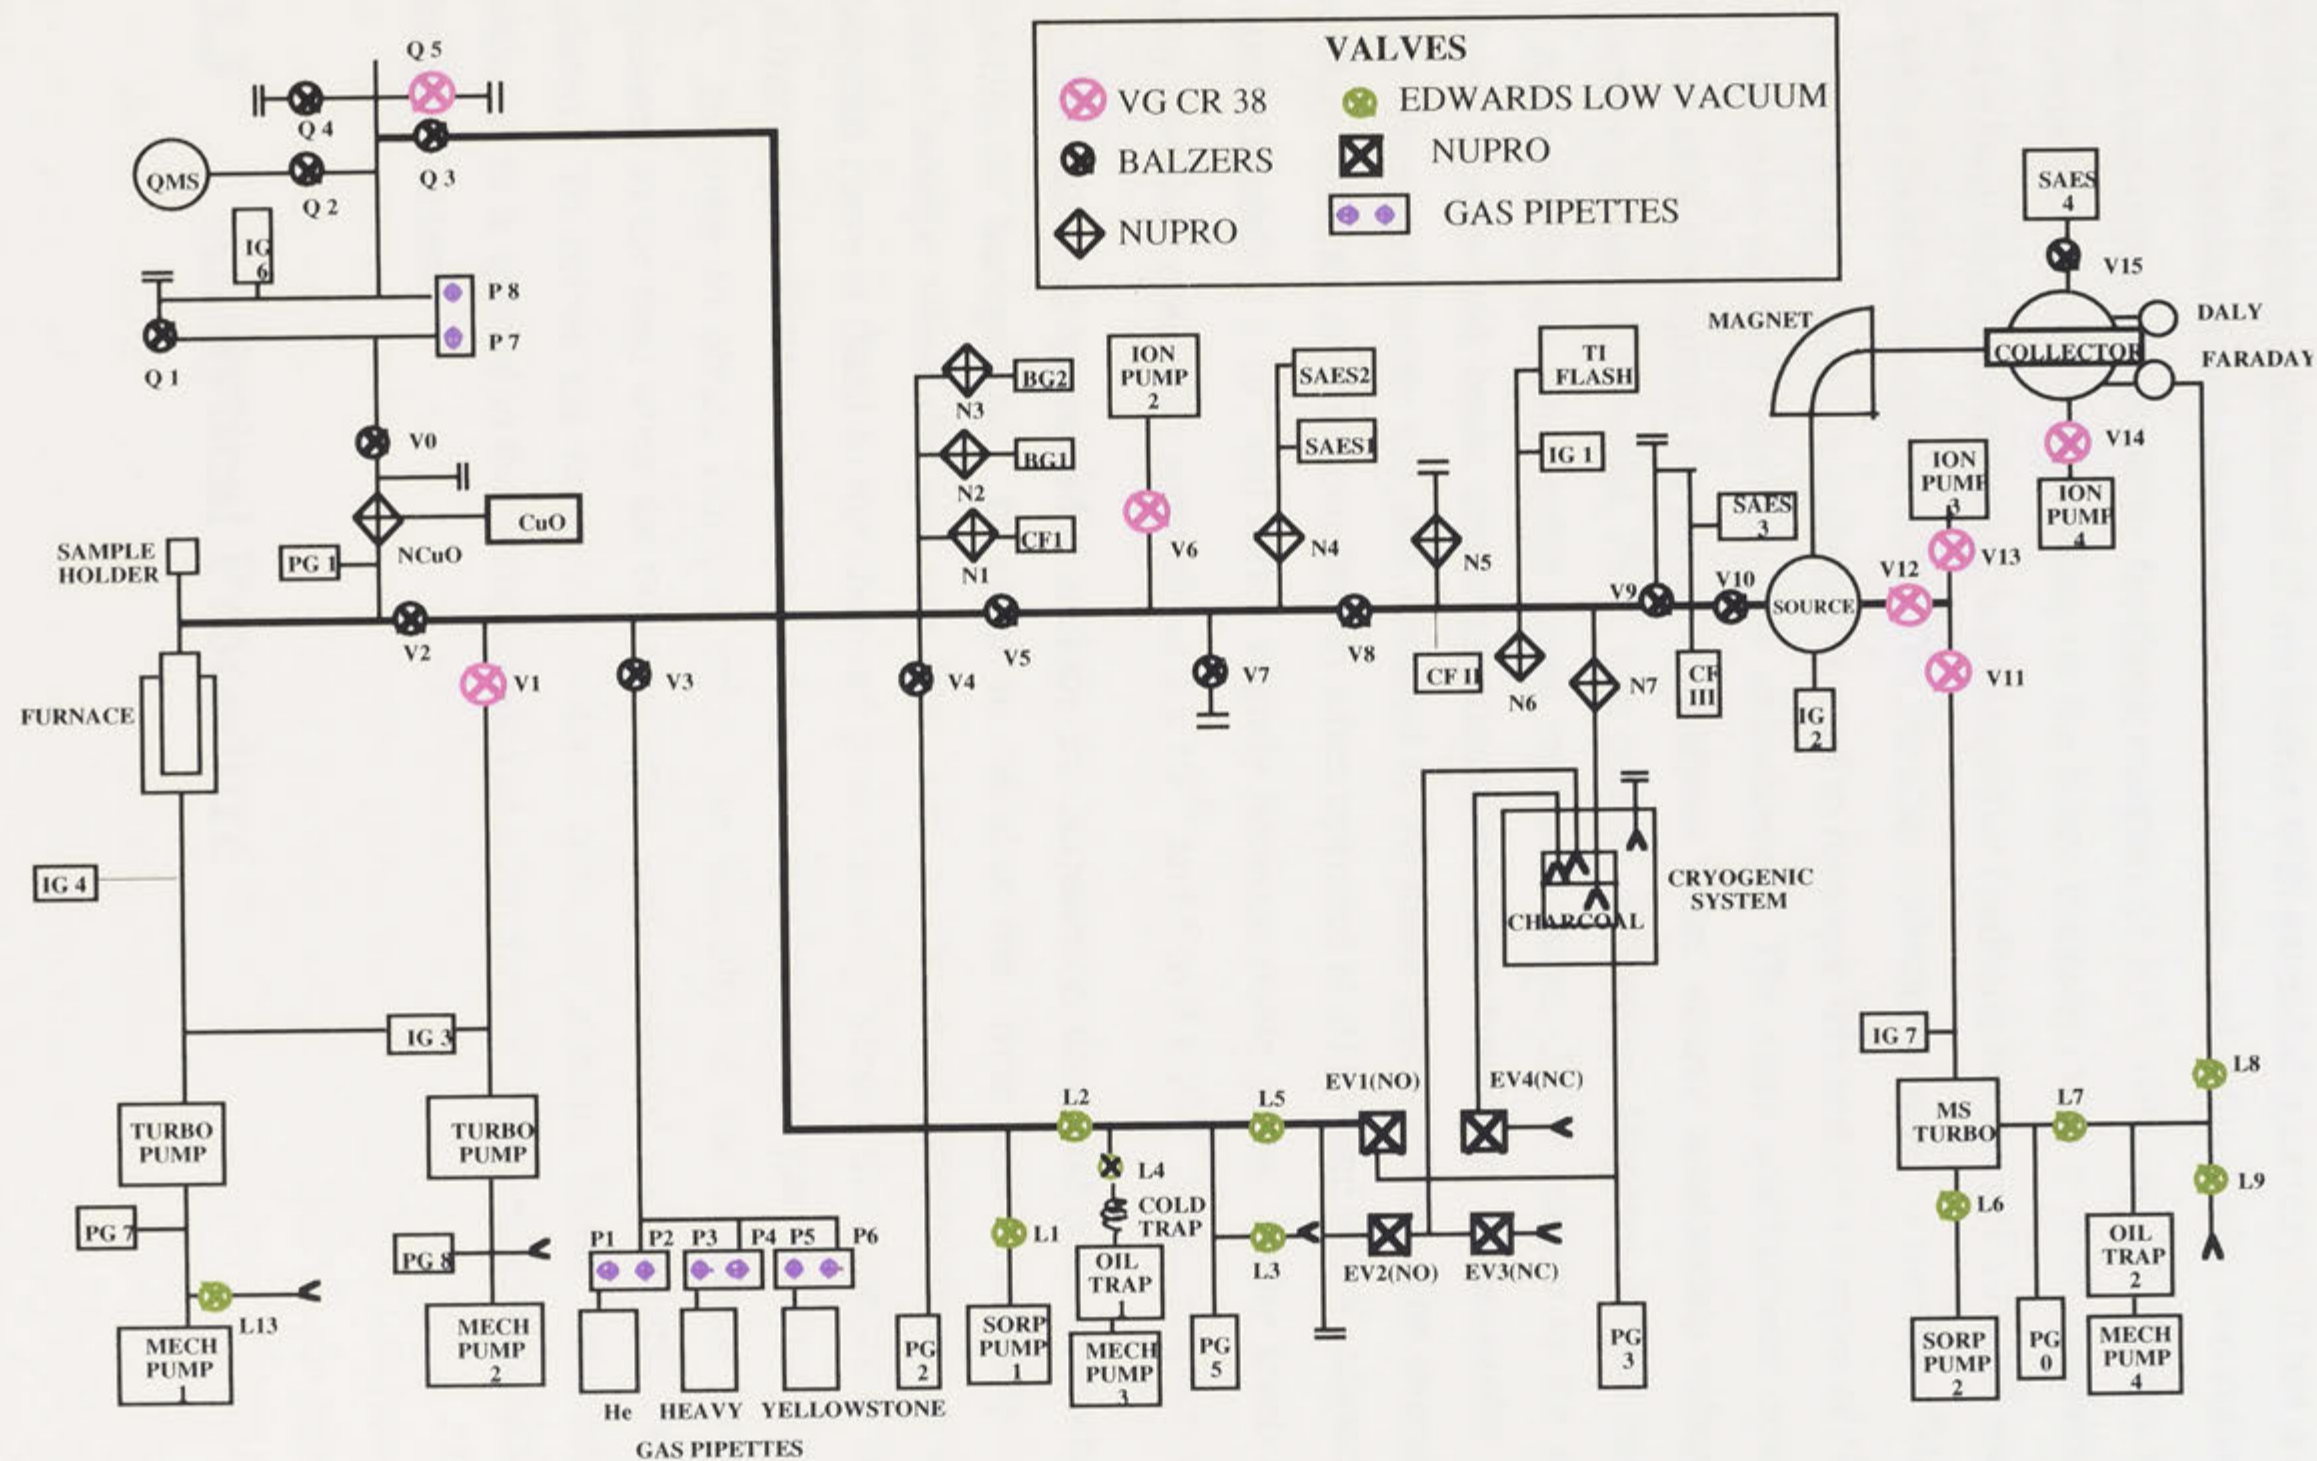 VALVES
VG CR 38
EDWARDS LOW VACUUM
BALZERS
NUPRO
NUPRO
GAS PIPETTES
Q 5
Q 4
Q 3
QMS
Q 2
IG
6
P 8
P 7
Q 1
V0
CuO
NCuO
PG 1
SAMPLE
HOLDER
V2
FURNACE
V1
V3
IG 4
IG 3
TURBO
PUMP
TURBO
PUMP
PG 7
PG 8
L13
MECH
PUMP
1
MECH
PUMP
2
P1
P2
P3
P4
P5
P6
He
HEAVY
YELLOWSTONE
GAS PIPETTES
N3
BG2
N2
BG1
N1
CF1
V4
V5
ION
PUMP
2
V6
SAES2
SAES1
N4
V7
V8
N5
CF II
TI
FLASH
IG 1
N6
N7
V9
SAES
3
V10
CF
III
CHARCOAL
CRYOGENIC
SYSTEM
PG
2
L1
SORP
PUMP
1
L2
L4
COLD
TRAP
OIL
TRAP
1
MECH
PUMP
3
PG
5
L5
L3
EV1(NO)
EV4(NC)
EV2(NO)
EV3(NC)
PG
3
MAGNET
SAES
4
V15
DALY
COLLECTOR
FARADAY
V14
ION
PUMP
4
ION
PUMP
3
V13
V12
SOURCE
V11
IG
2
IG 7
MS
TURBO
L7
L8
L6
L9
OIL
TRAP
2
SORP
PUMP
2
PG
0
MECH
PUMP
4